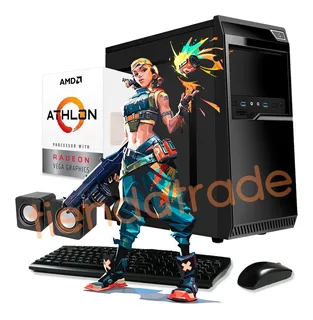 AMD
ATHLON
PROCESSOR WITH
RADEON
VEGA GRAPHICS
tiendatrade